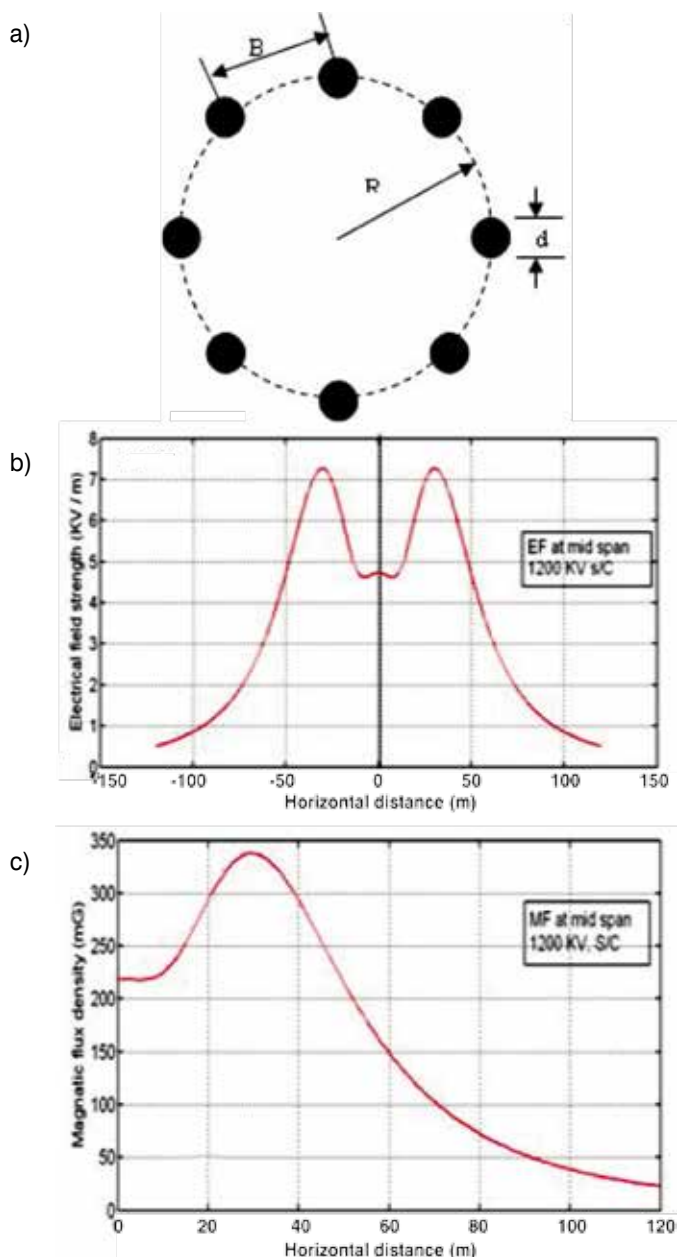 a)
B
R
d
b)
Electrical field strength (KV / m)
8
7
6
5
4
3
2
1
0
EF at mid span
1200 KV s/C
-150 -100 -50 0 50 100 150
Horizontal distance (m)
c)
Magnatic flux density (mG)
350
300
250
200
150
100
50
0
MF at mid span
1200 KV, S/C
0 20 40 60 80 100 120
Horizontal distance (m)